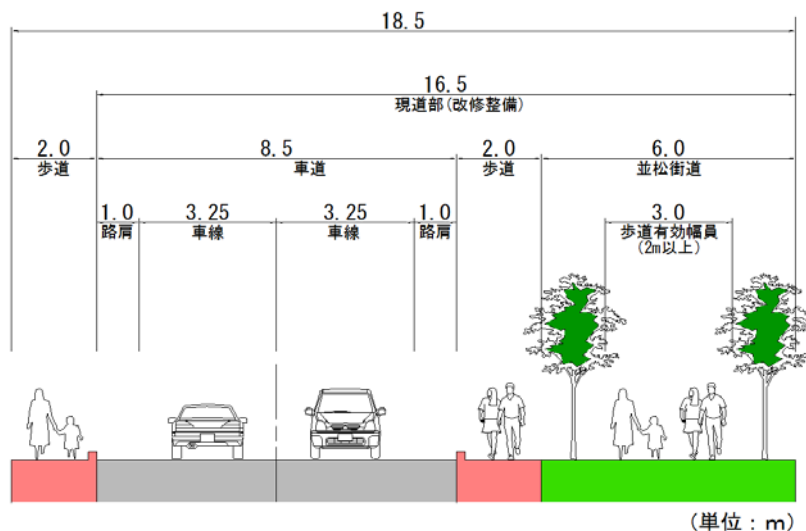 18.5
16.5
現道部(改修整備)
2.0
歩道
8.5
車道
2.0
歩道
6.0
並松街道
1.0
路肩
3.25
車線
3.25
車線
1.0
路肩
3.0
歩道有効幅員
(2m以上)
(単位：m)